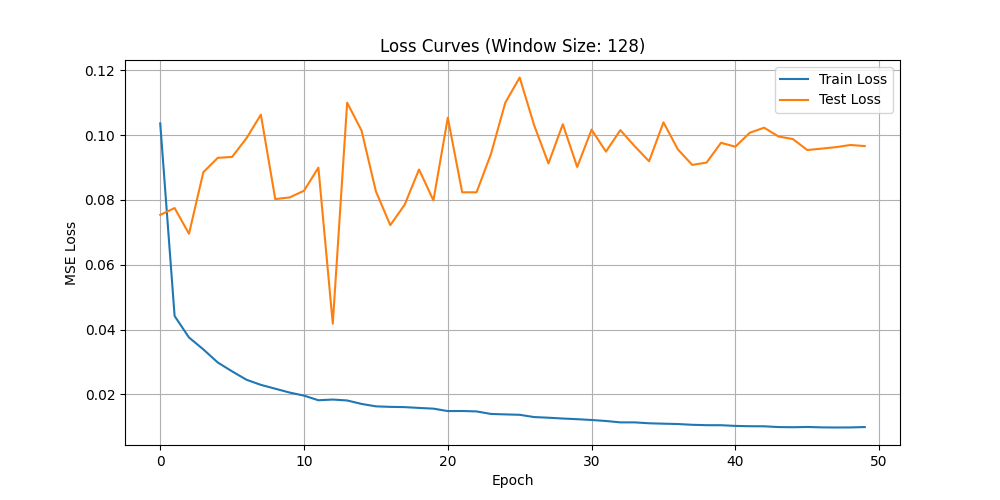 Loss Curves (Window Size: 128)
Train Loss
Test Loss
0.12
0.10
0.08
0.06
0.04
0.02
MSE Loss
0 10 20 30 40 50
Epoch